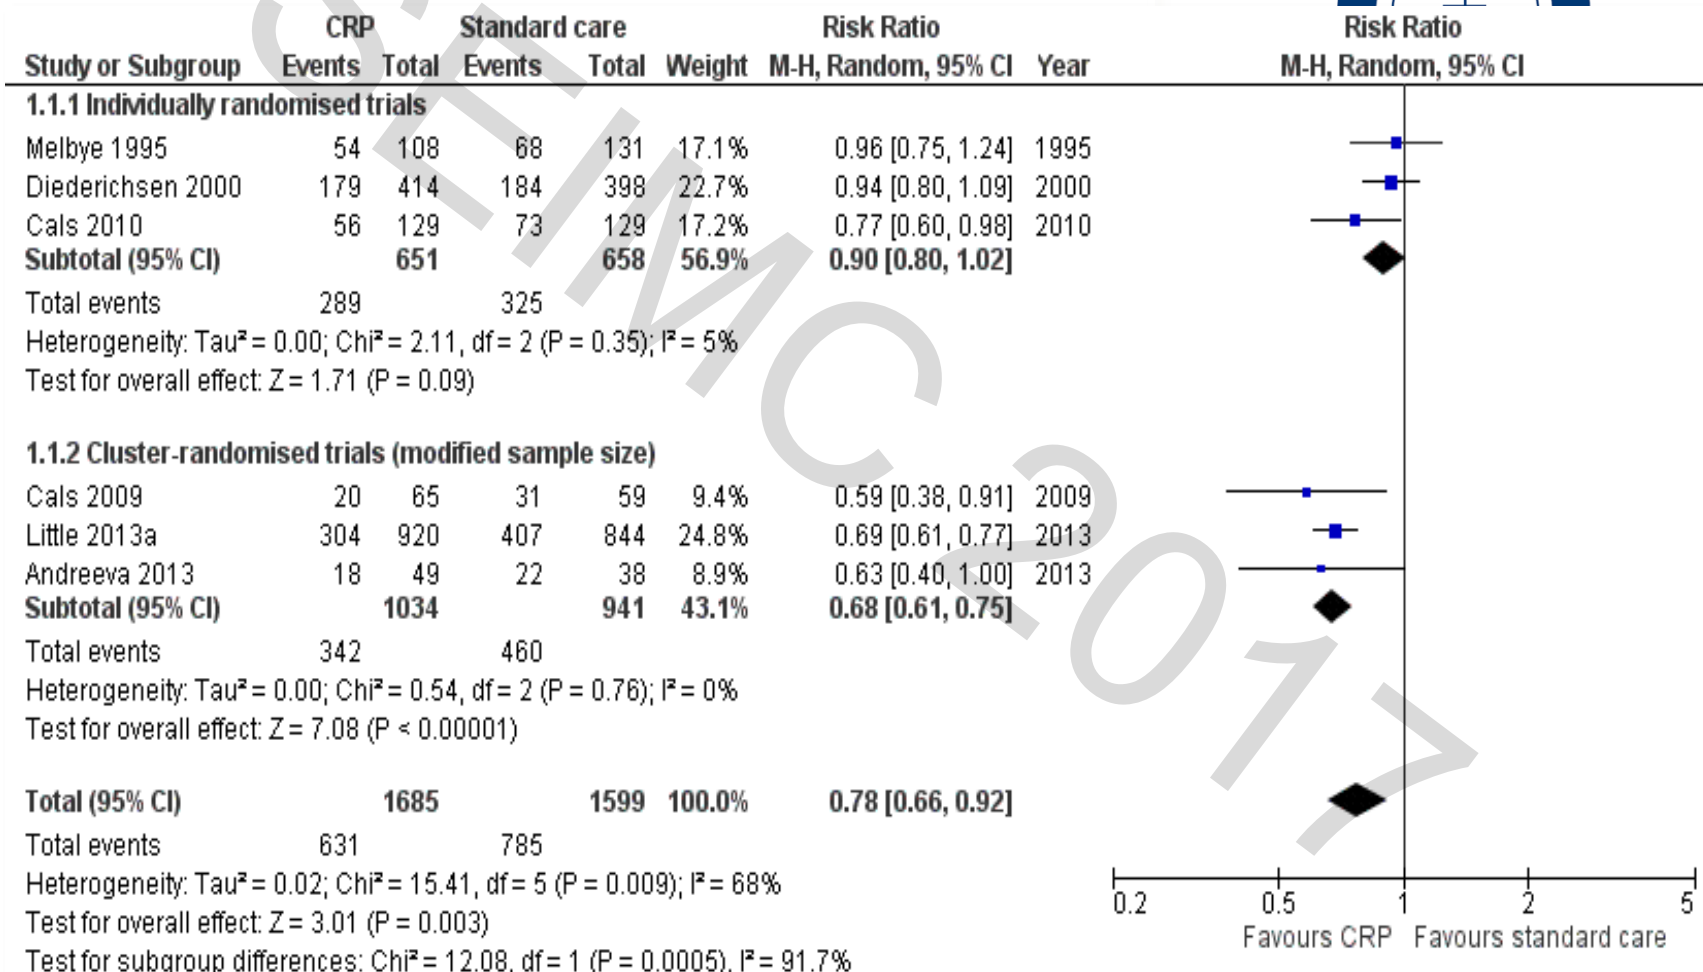 CRP Standard care Risk Ratio Risk Ratio
Study or Subgroup Events Total Events Total Weight M-H, Random, 95% CI Year M-H, Random, 95% CI
1.1.1 Individually randomised trials
Melbye 1995 54 108 68 131 17.1% 0.96 [0.75, 1.24] 1995
Diederichsen 2000 179 414 184 398 22.7% 0.94 [0.80, 1.09] 2000
Cals 2010 56 129 73 129 17.2% 0.77 [0.60, 0.98] 2010
Subtotal (95% CI) 651 658 56.9% 0.90 [0.80, 1.02]
Total events 289 325
Heterogeneity: Tau² = 0.00; Chi² = 2.11, df = 2 (P = 0.35); I² = 5%
Test for overall effect: Z = 1.71 (P = 0.09)
1.1.2 Cluster-randomised trials (modified sample size)
Cals 2009 20 65 31 59 9.4% 0.59 [0.38, 0.91] 2009
Little 2013a 304 920 407 844 24.8% 0.69 [0.61, 0.77] 2013
Andreeva 2013 18 49 22 38 8.9% 0.63 [0.40, 1.00] 2013
Subtotal (95% CI) 1034 941 43.1% 0.68 [0.61, 0.75]
Total events 342 460
Heterogeneity: Tau² = 0.00; Chi² = 0.54, df = 2 (P = 0.76); I² = 0%
Test for overall effect: Z = 7.08 (P < 0.00001)
Total (95% CI) 1685 1599 100.0% 0.78 [0.66, 0.92]
Total events 631 785
Heterogeneity: Tau² = 0.02; Chi² = 15.41, df = 5 (P = 0.009); I² = 68%
Test for overall effect: Z = 3.01 (P = 0.003)
Test for subgroup differences: Chi² = 12.08, df = 1 (P = 0.0005), I² = 91.7%
0.2 0.5 1 2 5
Favours CRP Favours standard care
SEIMC 2017